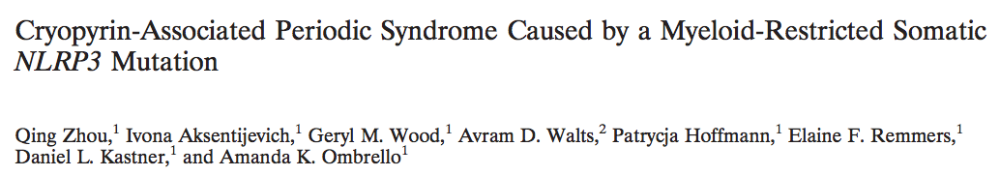 Cryopyrin-Associated Periodic Syndrome Caused by a Myeloid-Restricted Somatic
NLRP3 Mutation
Qing Zhou,¹ Ivona Aksentijevich,¹ Geryl M. Wood,¹ Avram D. Walts,² Patrycja Hoffmann,¹ Elaine F. Remmers,¹
Daniel L. Kastner,¹ and Amanda K. Ombrello¹